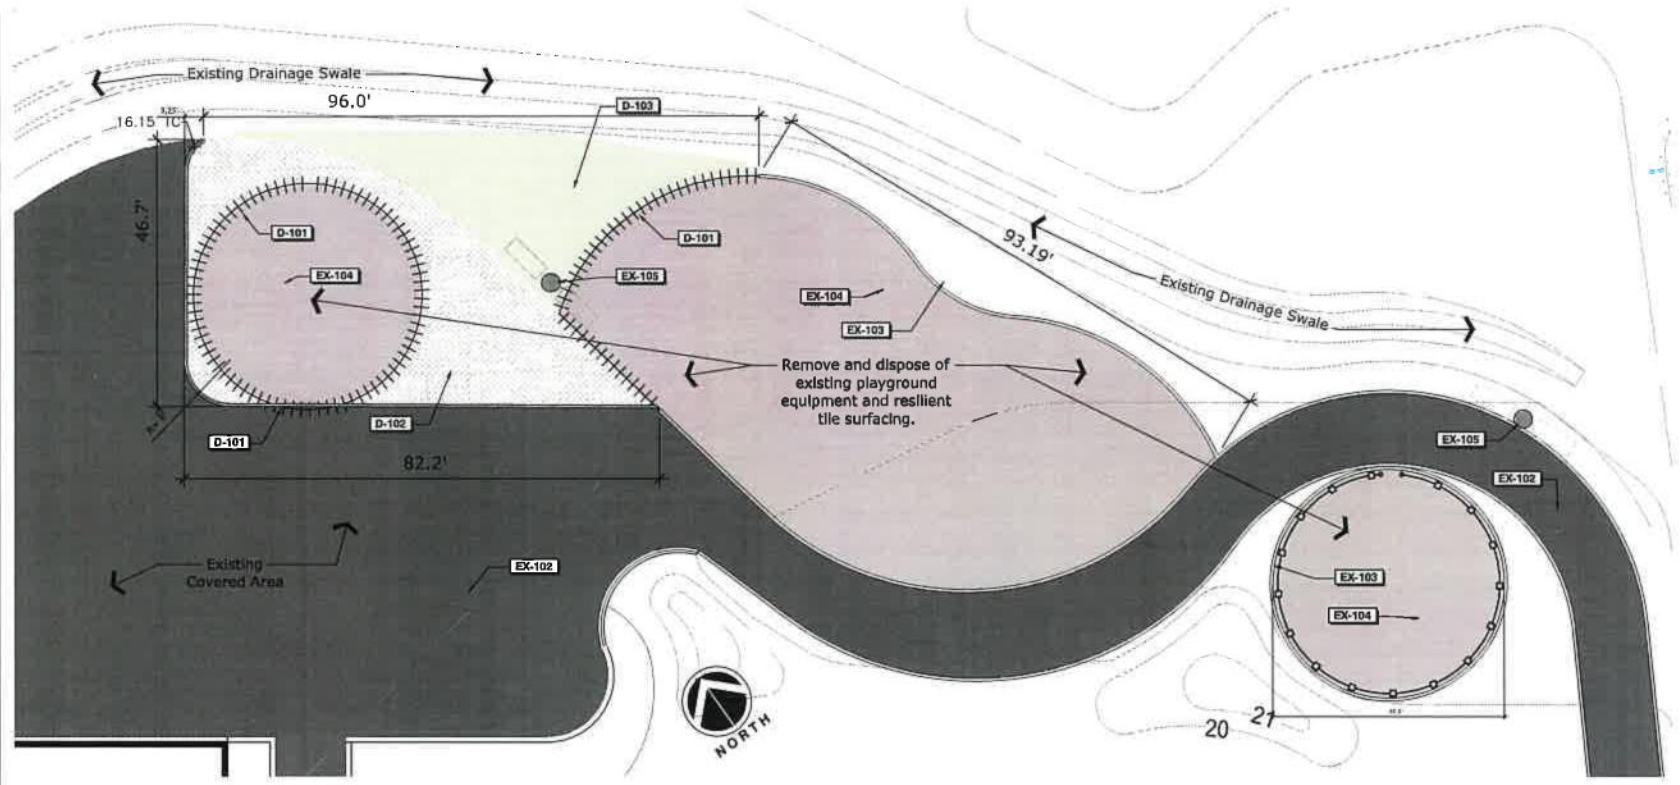 Existing Drainage Swale
96.0'
D-103
16.15' TC
46.7'
D-101
D-101
EX-104
EX-105
EX-104
EX-103
93.19'
Existing Drainage Swale
Remove and dispose of
existing playground
equipment and resilient
tile surfacing.
D-101
D-102
82.2'
EX-105
EX-102
Existing
Covered Area
EX-102
EX-103
EX-104
NORTH
20
21